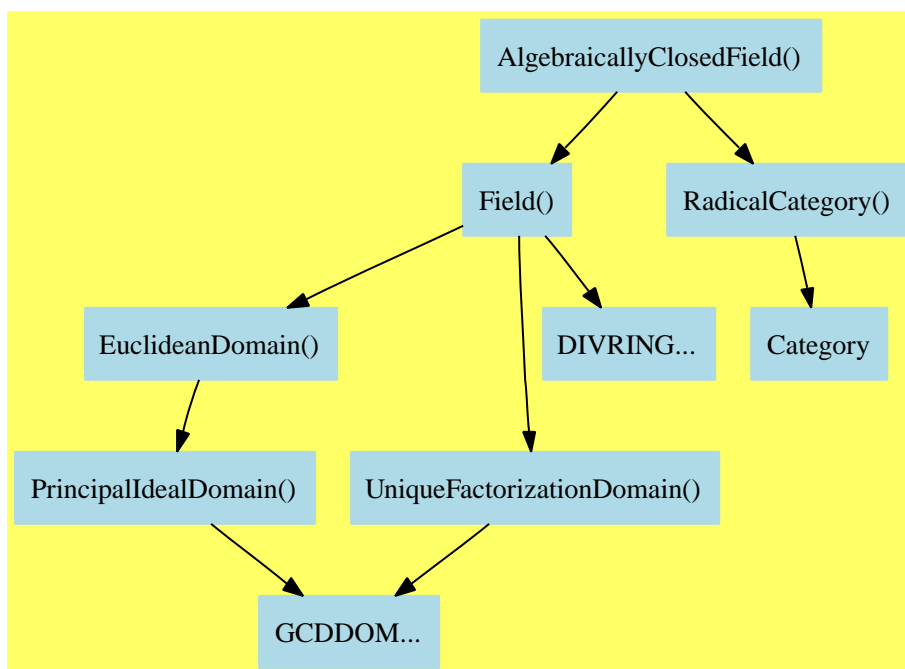 AlgebraicallyClosedField()
Field()
RadicalCategory()
EuclideanDomain()
DIVRING...
Category
PrincipalIdealDomain()
UniqueFactorizationDomain()
GCDDOM...